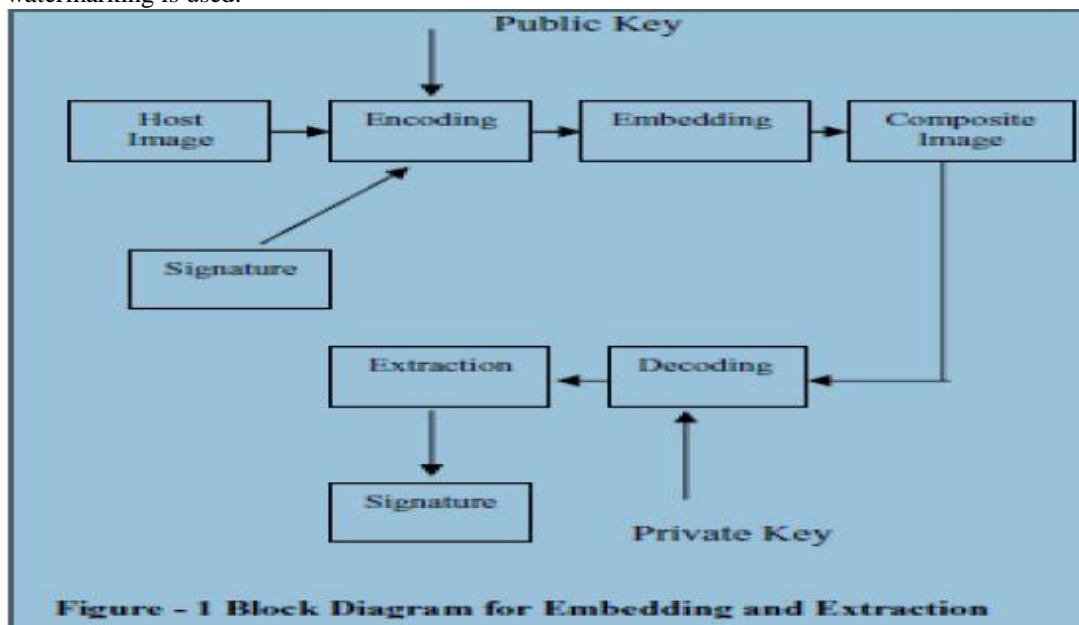 watermarking is used.
Public Key
Host
Image
Encoding
Embedding
Composite
Image
Signature
Extraction
Decoding
Signature
Private Key
Figure - 1 Block Diagram for Embedding and Extraction